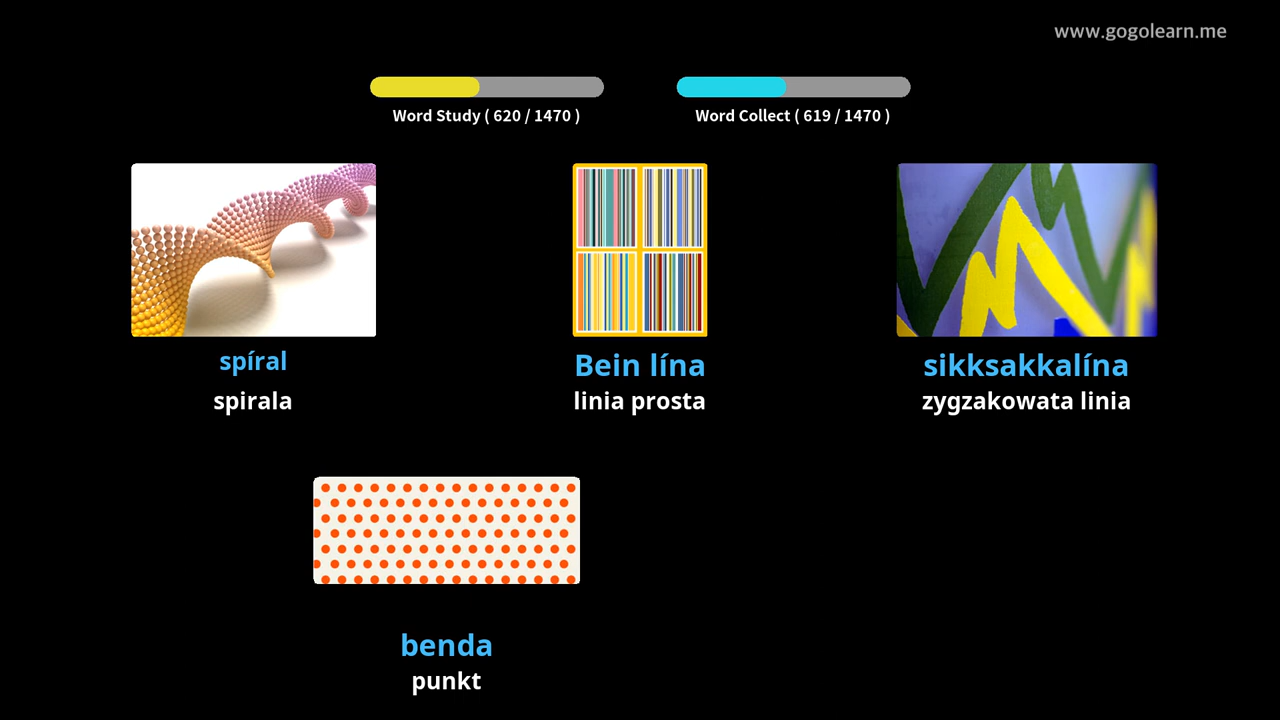 www.gogolearn.me
Word Study ( 620 / 1470 )
Word Collect ( 619 / 1470 )
spíral
spirala
Bein lína
linia prosta
sikksakkalína
zygzakowata linia
benda
punkt